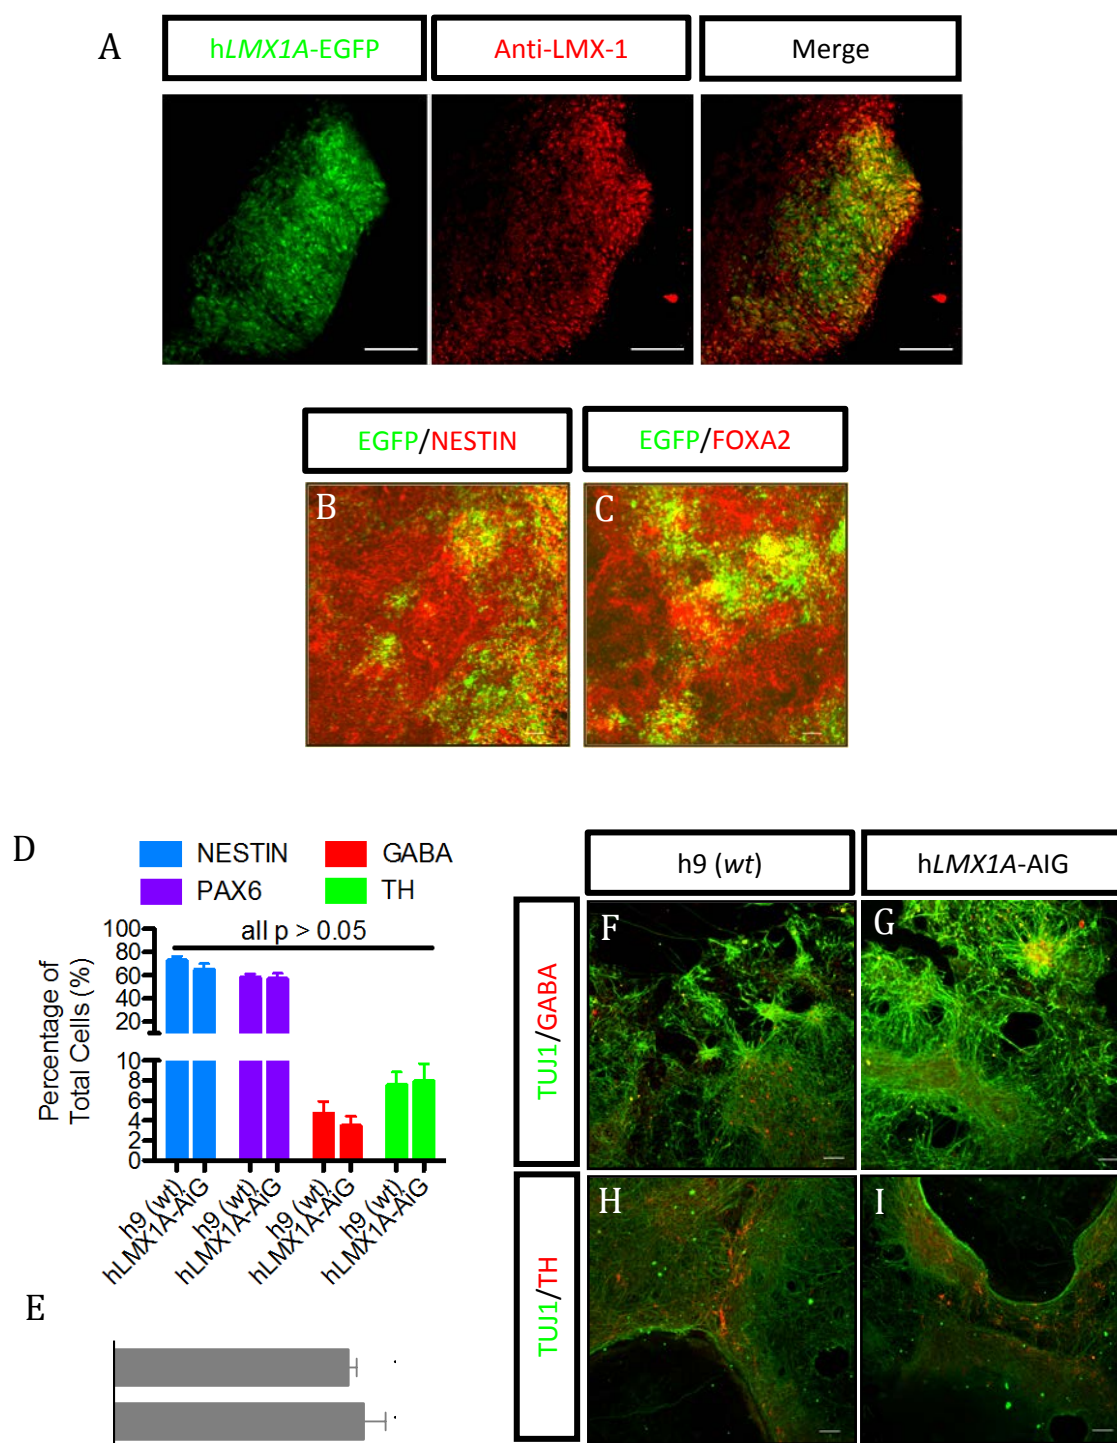 A
hLMX1A-EGFP
Anti-LMX-1
Merge
EGFP/NESTIN
EGFP/FOXA2
B
C
D
NESTIN
GABA
PAX6
TH
all p > 0.05
Percentage of
Total Cells (%)
100
80
60
40
20
10
8
6
4
2
0
h9 (wt)
hLMX1A-AiG
h9 (wt)
hLMX1A-AiG
h9 (wt)
hLMX1A-AiG
h9 (wt)
hLMX1A-AiG
E
h9 (wt)
hLMX1A-AIG
TUJ1/GABA
F
G
TUJ1/TH
H
I